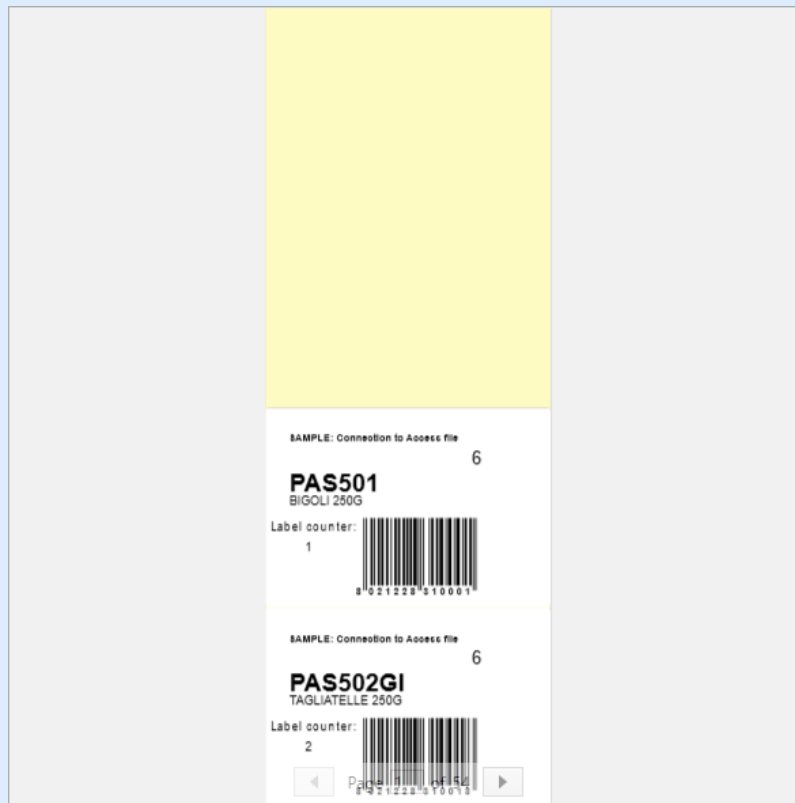 SAMPLE: Connection to Access file
6
PAS501
BIGOLI 250G
Label counter:
1
8 021228 310001
SAMPLE: Connection to Access file
6
PAS502GI
TAGLIATELLE 250G
Label counter:
2
Page 1 of 54